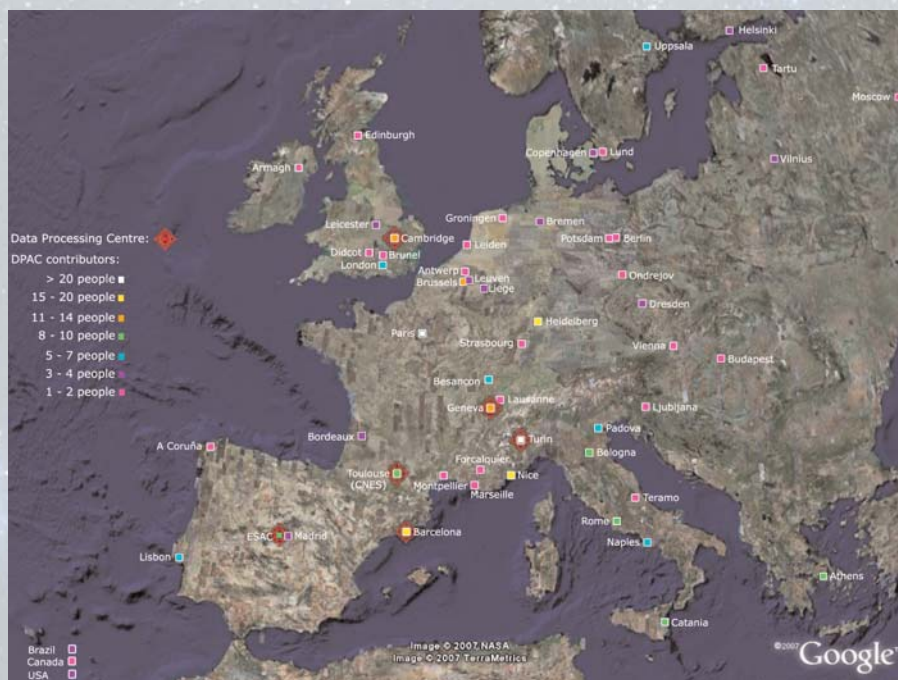 Helsinki
Uppsala
Tartu
Moscow
Edinburgh
Copenhagen
Lund
Vilnius
Armagh
Groningen
Bremen
Leicester
Data Processing Centre:
Cambridge
Potsdam
Berlin
Leiden
Didcot
Brunel
DPAC contributors:
London
Antwerp
Ondrejov
> 20 people
Brussels
Leuven
Liege
15 - 20 people
Dresden
11 - 14 people
Heidelberg
8 - 10 people
Paris
Strasbourg
Vienna
5 - 7 people
Budapest
3 - 4 people
Besancon
1 - 2 people
Lausanne
Geneva
Ljubljana
Bordeaux
Padova
A Coruña
Turin
Bologna
Toulouse
(CNES)
Forcalquier
Nice
Montpellier
Marseille
Teramo
Rome
Barcelona
ESAC
Madrid
Naples
Lisbon
Athens
Catania
Brazil
Canada
USA
Image © 2007 NASA
Image © 2007 TerraMetrics
©2007 Google™